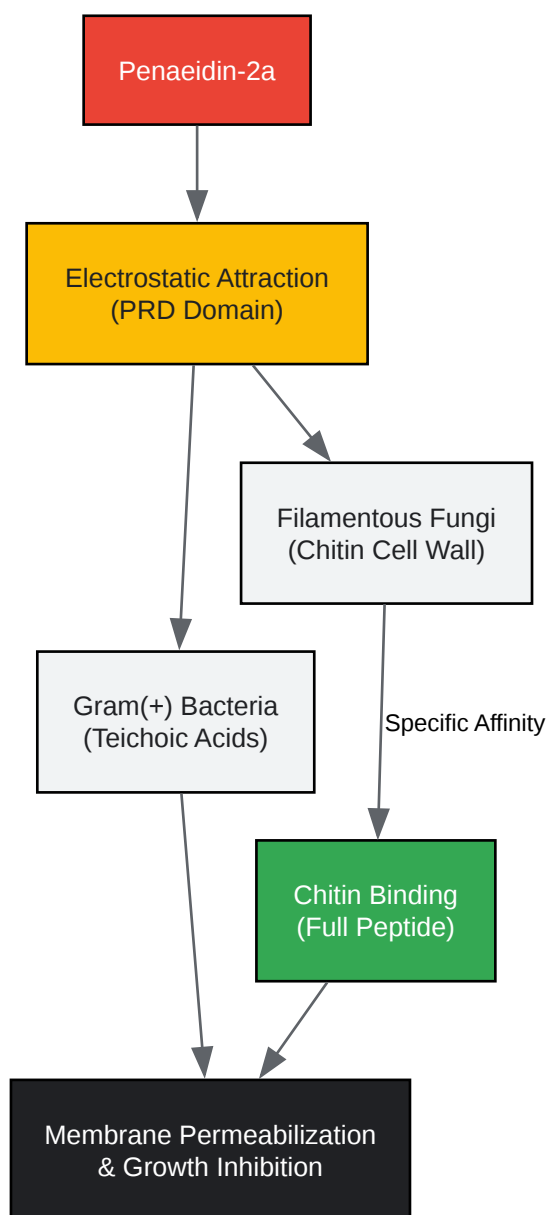 Penaeidin-2a
Electrostatic Attraction
(PRD Domain)
Filamentous Fungi
(Chitin Cell Wall)
Gram(+) Bacteria
(Teichoic Acids)
Specific Affinity
Chitin Binding
(Full Peptide)
Membrane Permeabilization
& Growth Inhibition